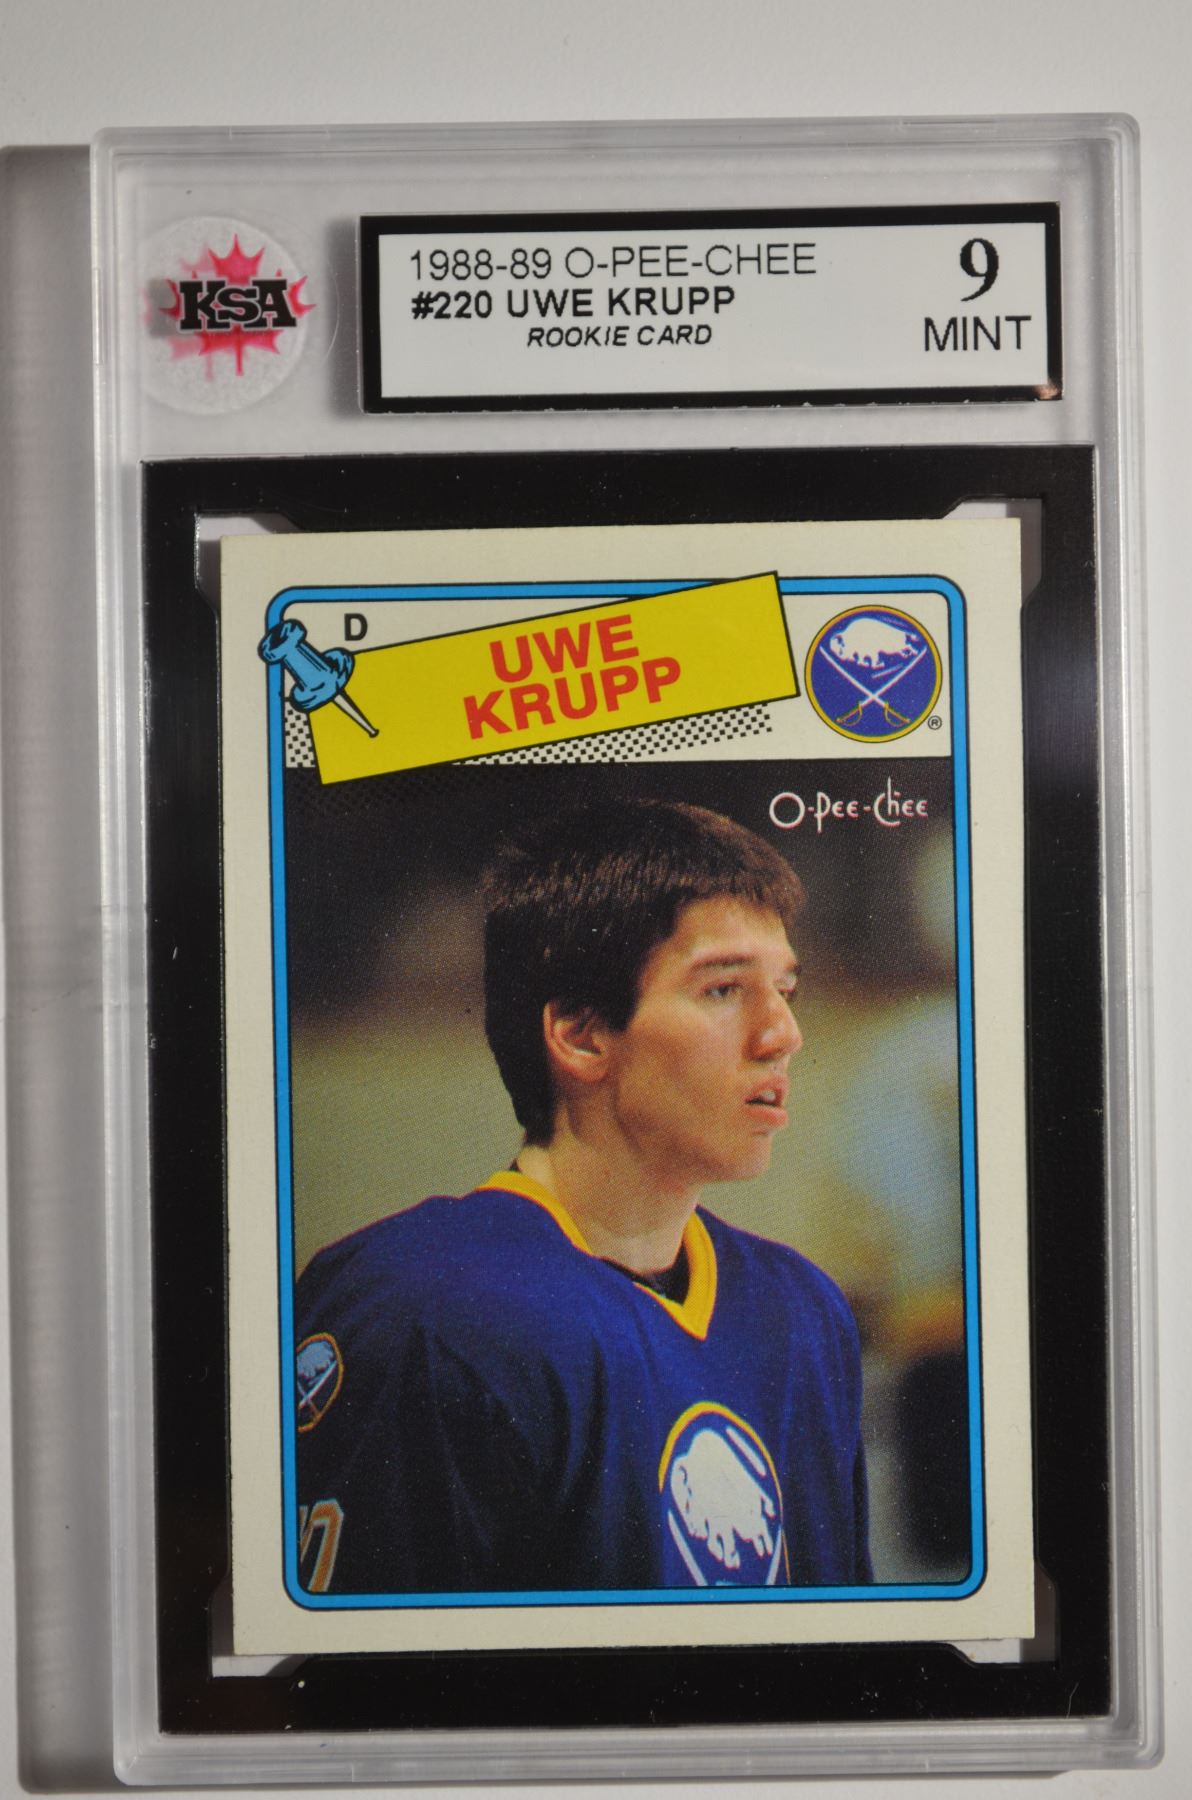 KSA
1988-89 O-PEE-CHEE
#220 UWE KRUPP
ROOKIE CARD
9
MINT
D
UWE
KRUPP
®
O-Pee-Chee